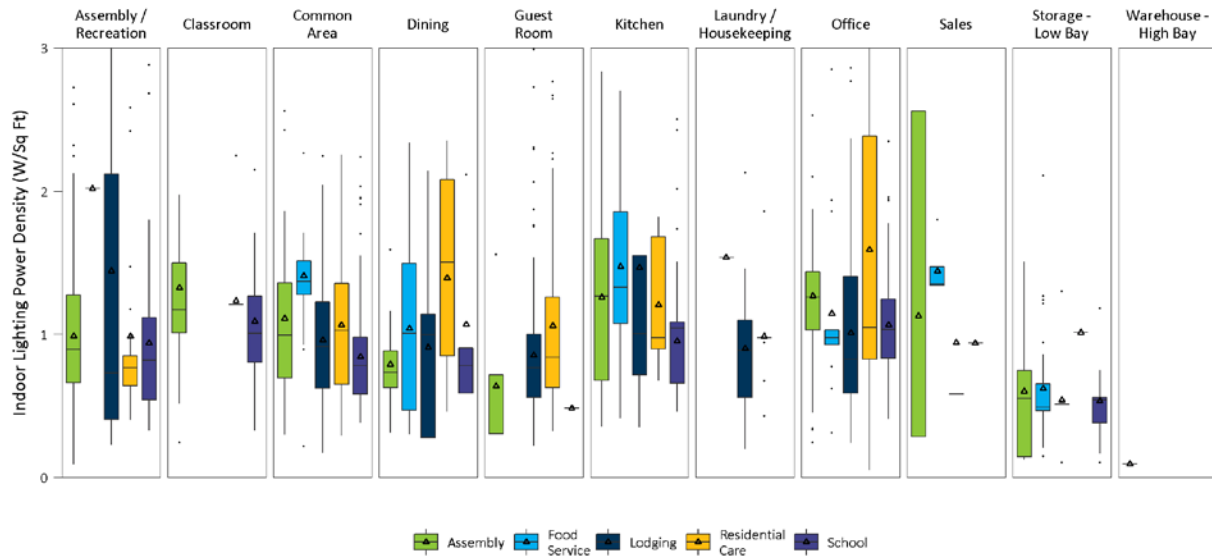 Assembly /
Recreation
Classroom
Common
Area
Dining
Guest
Room
Kitchen
Laundry /
Housekeeping
Office
Sales
Storage -
Low Bay
Warehouse -
High Bay
Indoor Lighting Power Density (W/Sq Ft)
3
2
1
0
Assembly
Food
Service
Lodging
Residential
Care
School